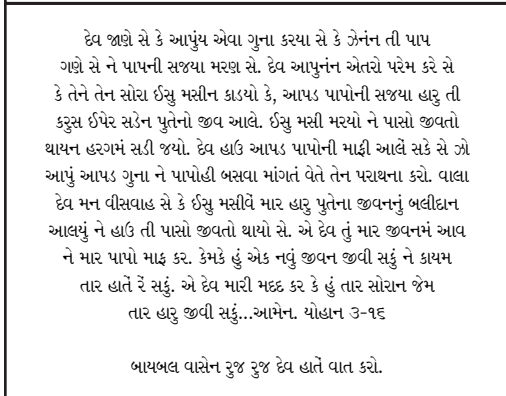 દેવ જાણે સે કે આપુંય એવા ગુના કરયા સે કે ઝેનંન તી પાપ
ગણે સે ને પાપની સજયા મરણ સે. દેવ આપુનંન એતરો પરેમ કરે સે
કે તેને તેન સોરા ઈસુ મસીન કાડયો કે, આપડ પાપોની સજયા હારુ તી
કરુસ ઈપેર સડેન પુતેનો જીવ આલે. ઈસુ મસી મરયો ને પાસો જીવતો
થાયન હરગમં સડી જયો. દેવ હાઉ આપડ પાપોની માફી આલેં સકે સે ઝો
આપું આપડ ગુના ને પાપોહી બસવા માંગતં વેતે તેન પરાથના કરો. વાલા
દેવ મન વીસવાહ સે કે ઈસુ મસીવેં માર હારુ પુતેના જીવનનું બલીદાન
આલયું ને હાઉ તી પાસો જીવતો થાયો સે. એ દેવ તું માર જીવનમં આવ
ને માર પાપો માફ કર. કેમકે હું એક નવું જીવન જીવી સકું ને કાયમ
તાર હાતેં રેં સકું. એ દેવ મારી મદદ કર કે હું તાર સોરાન જેમ
તાર હારુ જીવી સકું...આમેન. યોહાન ૩-૧૬
બાયબલ વાસેન રુજ રુજ દેવ હાતેં વાત કરો.